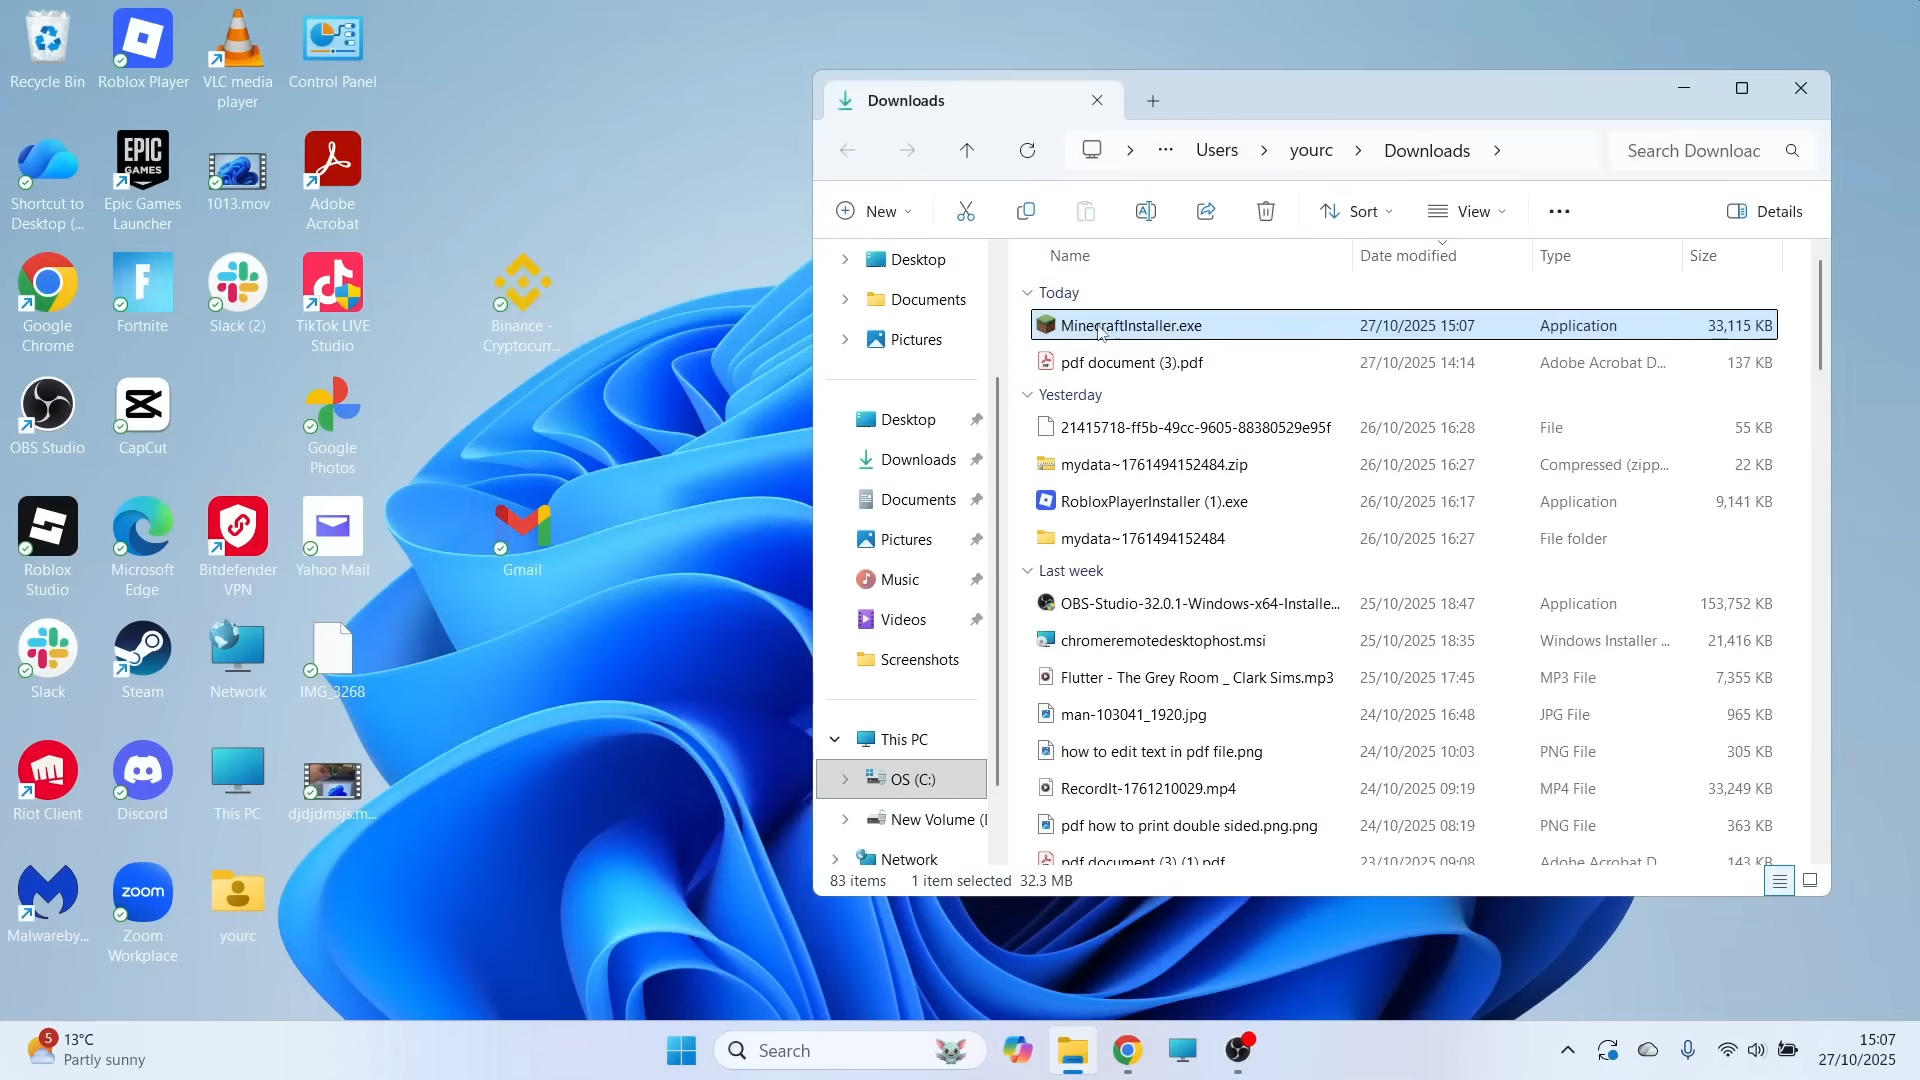 Recycle Bin
Roblox Player
VLC media
player
Control Panel
Shortcut to
Desktop (...
EPIC
GAMES
Epic Games
Launcher
1013.mov
Adobe
Acrobat
Google
Chrome
Fortnite
Slack (2)
TikTok LIVE
Studio
Binance -
Cryptocurr...
OBS Studio
CapCut
Google
Photos
Roblox
Studio
Microsoft
Edge
Bitdefender
VPN
Yahoo Mail
Gmail
Slack
Steam
Network
IMG_3268
Riot Client
Discord
This PC
djdjdmsjs.m...
Malwareby...
zoom
Zoom
Workplace
yourc
Downloads
··· Users yourc Downloads
Search Downloac
New
Sort
View
Details
Desktop
Documents
Pictures
Desktop
Downloads
Documents
Pictures
Music
Videos
Screenshots
This PC
OS (C:)
New Volume (
Network
Name Date modified Type Size
Today
MinecraftInstaller.exe 27/10/2025 15:07 Application 33,115 KB
pdf document (3).pdf 27/10/2025 14:14 Adobe Acrobat D... 137 KB
Yesterday
21415718-ff5b-49cc-9605-88380529e95f 26/10/2025 16:28 File 55 KB
mydata~1761494152484.zip 26/10/2025 16:27 Compressed (zipp... 22 KB
RobloxPlayerInstaller (1).exe 26/10/2025 16:17 Application 9,141 KB
mydata~1761494152484 26/10/2025 16:27 File folder
Last week
OBS-Studio-32.0.1-Windows-x64-Installe... 25/10/2025 18:47 Application 153,752 KB
chromeremotedesktophost.msi 25/10/2025 18:35 Windows Installer ... 21,416 KB
Flutter - The Grey Room _ Clark Sims.mp3 25/10/2025 17:45 MP3 File 7,355 KB
man-103041_1920.jpg 24/10/2025 16:48 JPG File 965 KB
how to edit text in pdf file.png 24/10/2025 10:03 PNG File 305 KB
RecordIt-1761210029.mp4 24/10/2025 09:19 MP4 File 33,249 KB
pdf how to print double sided.png.png 24/10/2025 08:19 PNG File 363 KB
pdf document (3) (1).pdf 23/10/2025 09:08 Adobe Acrobat D 143 KB
83 items 1 item selected 32.3 MB
5
13°C
Partly sunny
Search
15:07
27/10/2025